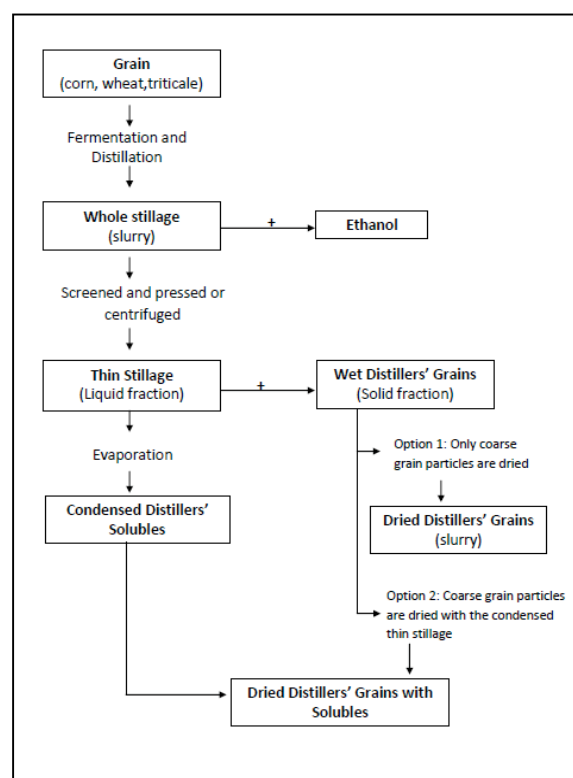 Grain
(corn, wheat,triticale)
Fermentation and
Distillation
Whole stillage
(slurry)
+
Ethanol
Screened and pressed or
centrifuged
Thin Stillage
(Liquid fraction)
+
Wet Distillers' Grains
(Solid fraction)
Evaporation
Option 1: Only coarse
grain particles are dried
Condensed Distillers'
Solubles
Dried Distillers' Grains
(slurry)
Option 2: Coarse grain particles
are dried with the condensed
thin stillage
Dried Distillers' Grains with
Solubles